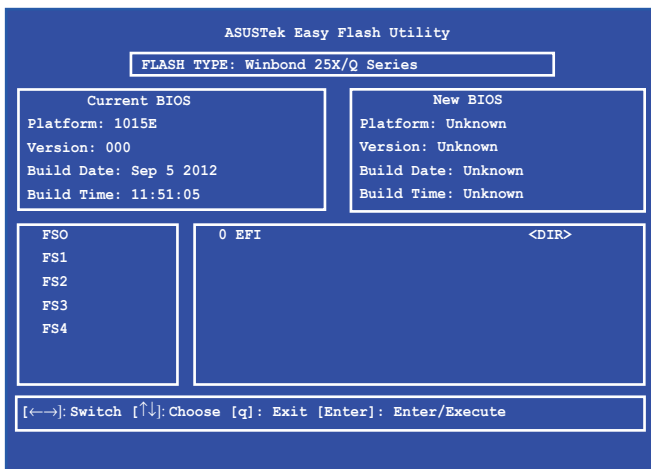 ASUSTek Easy Flash Utility
FLASH TYPE: Winbond 25X/Q Series
Current BIOS
Platform: 1015E
Version: 000
Build Date: Sep 5 2012
Build Time: 11:51:05
New BIOS
Platform: Unknown
Version: Unknown
Build Date: Unknown
Build Time: Unknown
FSO
FS1
FS2
FS3
FS4
0 EFI <DIR>
[←→]: Switch [↑↓]: Choose [q]: Exit [Enter]: Enter/Execute